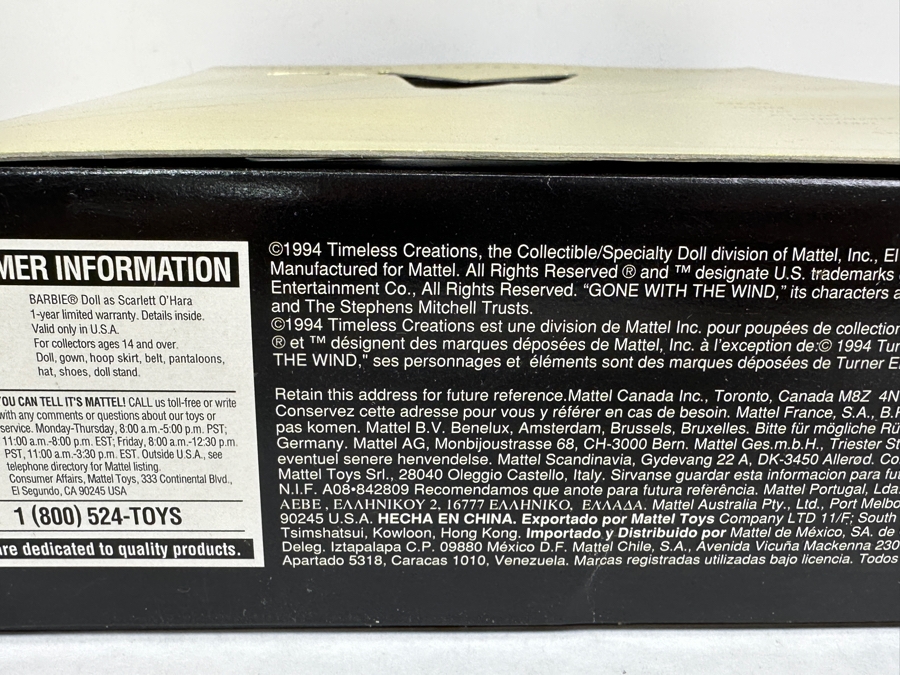 MER INFORMATION
BARBIE® Doll as Scarlett O'Hara
1-year limited warranty. Details inside.
Valid only in U.S.A.
For collectors ages 14 and over.
Doll, gown, hoop skirt, belt, pantaloons,
hat, shoes, doll stand.
YOU CAN TELL IT'S MATTEL! CALL us toll-free or write
with any comments or questions about our toys or
service. Monday-Thursday, 8:00 a.m.-5:00 p.m. PST;
11:00 a.m.-8:00 p.m. EST; Friday, 8:00 a.m.-12:30 p.m.
PST, 11:00 a.m.-3:30 p.m. EST. Outside U.S.A., see
telephone directory for Mattel listing.
Consumer Affairs, Mattel Toys, 333 Continental Blvd.,
El Segundo, CA 90245 USA
1 (800) 524-TOYS
are dedicated to quality products.
©1994 Timeless Creations, the Collectible/Specialty Doll division of Mattel, Inc., El
Manufactured for Mattel. All Rights Reserved ® and ™ designate U.S. trademarks
Entertainment Co., All Rights Reserved. "GONE WITH THE WIND," its characters a
and The Stephens Mitchell Trusts.
©1994 Timeless Creations est une division de Mattel Inc. pour poupées de collection
® et ™ désignent des marques déposées de Mattel, Inc. à l'exception de:© 1994 Tur
THE WIND," ses personnages et éléments sont des marques déposées de Turner E
Retain this address for future reference.Mattel Canada Inc., Toronto, Canada M8Z 4N
Conservez cette adresse pour vous y référer en cas de besoin. Mattel France, S.A., B.
pas komen. Mattel B.V. Benelux, Amsterdam, Brussels, Bruxelles. Bitte für mögliche Rü
Germany. Mattel AG, Monbijoustrasse 68, CH-3000 Bern. Mattel Ges.m.b.H., Triester St
eventuel senere henvendelse. Mattel Scandinavia, Gydevang 22 A, DK-3450 Allerød. Co
Mattel Toys Srl., 28040 Oleggio Castello, Italy. Sirvanse guardar esta informacion para fut
N.I.F. A08•842809 Recomendamos que anote para futura referência. Mattel Portugal, Lda
ΑΕΒΕ, ΕΛΛΗΝΙΚΟΥ 2, 16777 ΕΛΛΗΝΙΚΟ, ΕΛΛΑΔΑ. Mattel Australia Pty., Ltd., Port Melbo
90245 U.S.A. HECHA EN CHINA. Exportado por Mattel Toys Company LTD 11/F; South
Tsimshatsui, Kowloon, Hong Kong. Importado y Distribuido por Mattel de México, SA. de
Deleg. Iztapalapa C.P. 09880 México D.F. Mattel Chile, S.A., Avenida Vicuña Mackenna 230
Apartado 5318, Caracas 1010, Venezuela. Marcas registradas utilizadas bajo licencia. Todos